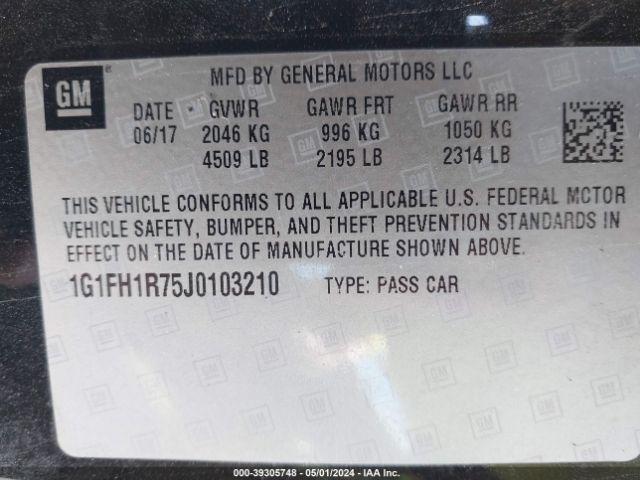 GM
MFD BY GENERAL MOTORS LLC
DATE GVWR GAWR FRT GAWR RR
06/17 2046 KG 996 KG 1050 KG
4509 LB 2195 LB 2314 LB
THIS VEHICLE CONFORMS TO ALL APPLICABLE U.S. FEDERAL MOTOR
VEHICLE SAFETY, BUMPER, AND THEFT PREVENTION STANDARDS IN
EFFECT ON THE DATE OF MANUFACTURE SHOWN ABOVE.
1G1FH1R75J0103210 TYPE: PASS CAR
000-39305748 - 05/01/2024 - IAA Inc.